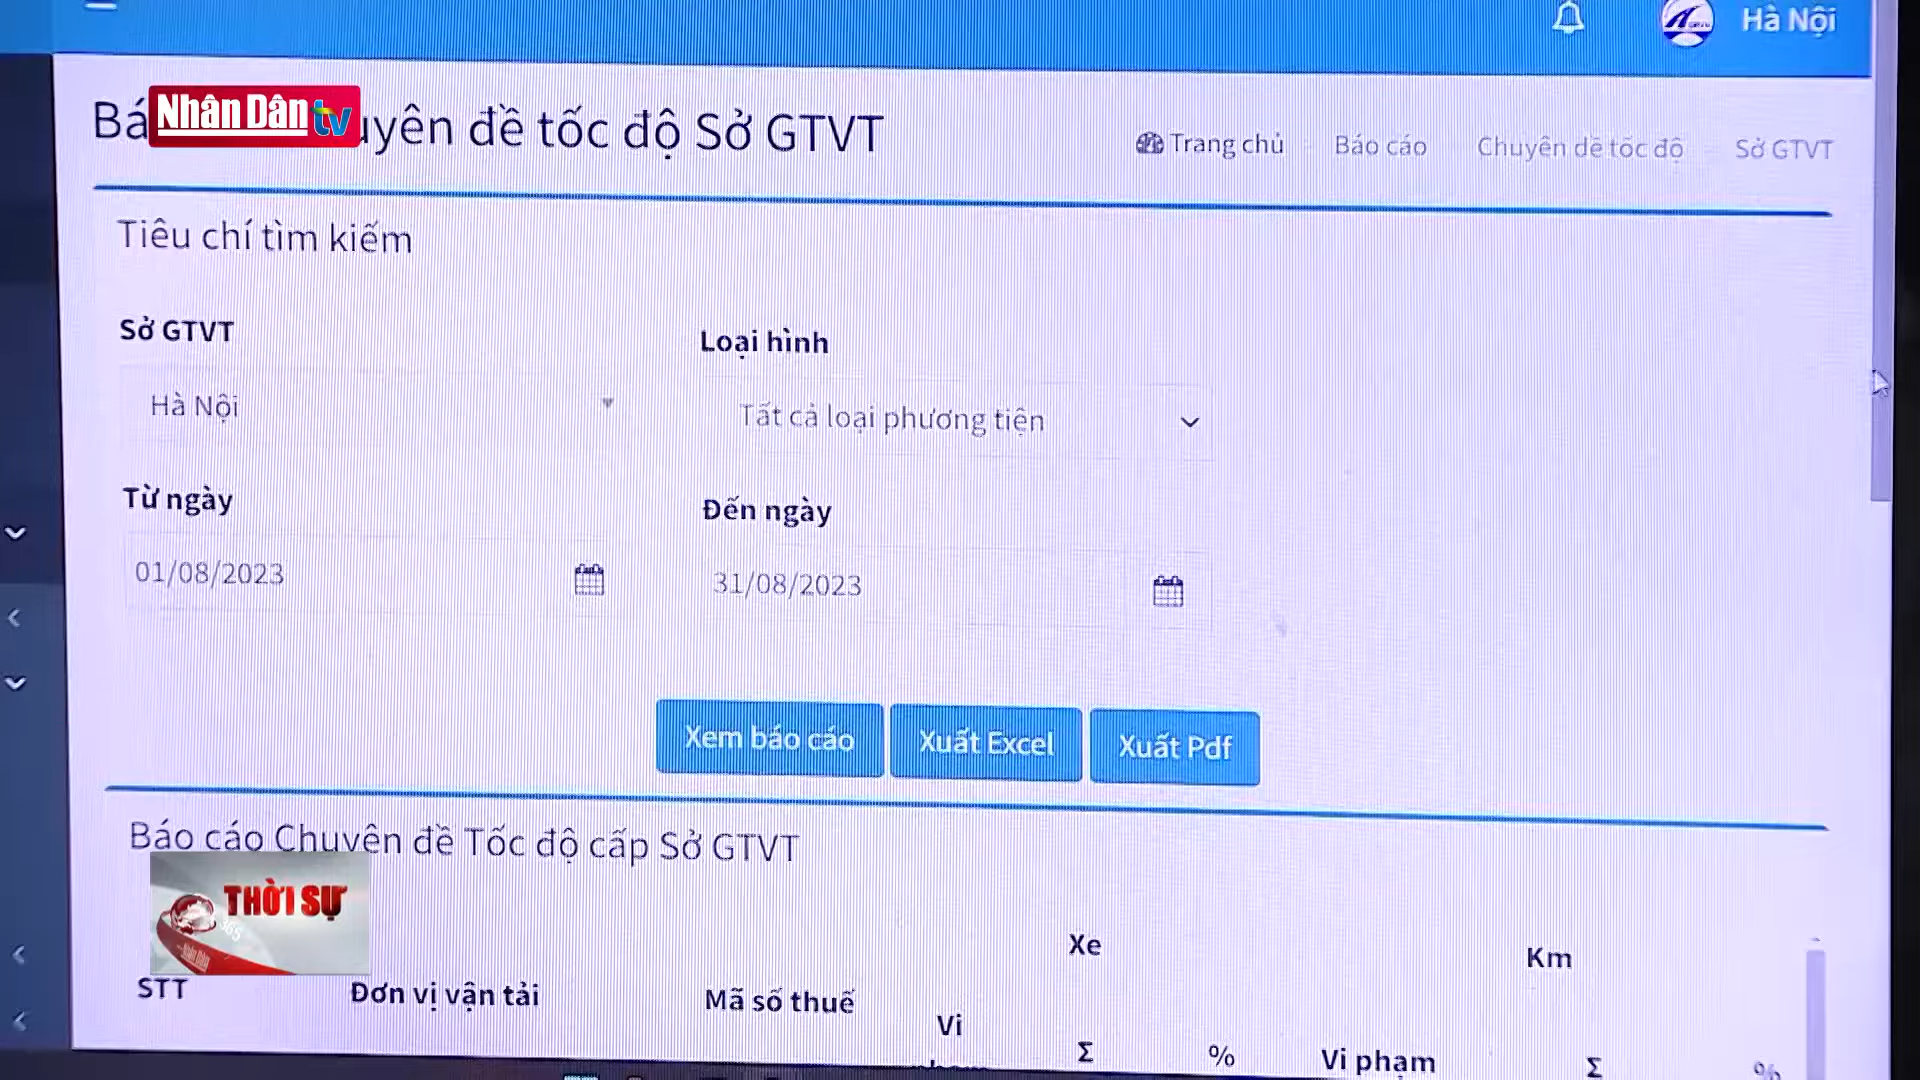 Hà Nội
Nhân Dân tv
Bá uyên đề tốc độ Sở GTVT
Trang chủ Báo cáo Chuyên đề tốc độ Sở GTVT
Tiêu chí tìm kiếm
Sở GTVT Loại hình
Hà Nội Tất cả loại phương tiện
Từ ngày Đến ngày
01/08/2023 31/08/2023
Xem báo cáo Xuất Excel Xuất Pdf
Báo cáo Chuyên đề Tốc độ cấp Sở GTVT
THỜI SỰ
365
Nhân Dân
Xe Km
STT Đơn vị vận tải Mã số thuế
Vi Σ % Vi phạm Σ %